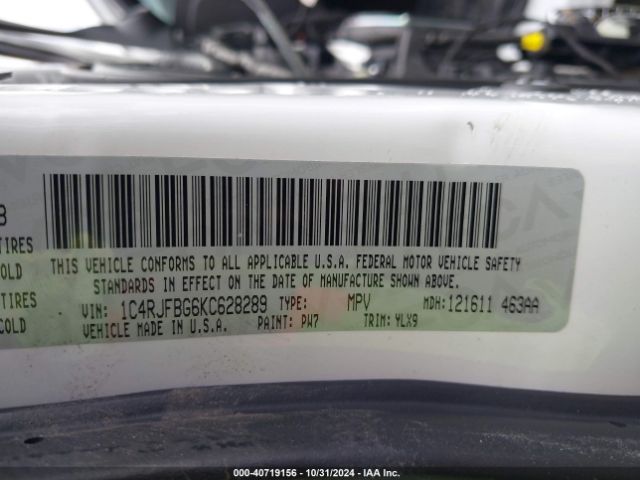 B
TIRES
COLD
TIRES
COLD
THIS VEHICLE CONFORMS TO ALL APPLICABLE U.S.A. FEDERAL MOTOR VEHICLE SAFETY
STANDARDS IN EFFECT ON THE DATE OF MANUFACTURE SHOWN ABOVE.
VIN: 1C4RJFBG6KC628289 TYPE: MPV MDH:121611 463AA
VEHICLE MADE IN U.S.A. PAINT: PW7 TRIM: YLX9
000-40719156 - 10/31/2024 - IAA Inc.